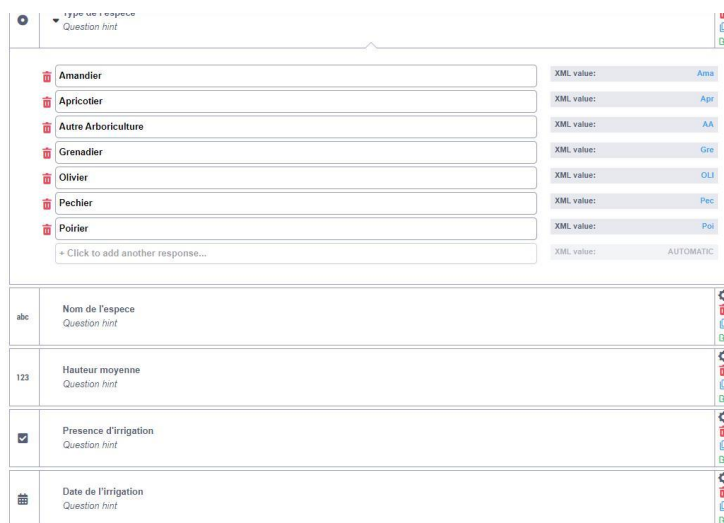 Type de l'espece
Question hint
Amandier XML value: Ama
Apricotier XML value: Apr
Autre Arboriculture XML value: AA
Grenadier XML value: Gre
Olivier XML value: OLI
Pechier XML value: Pec
Poirier XML value: Poi
+ Click to add another response... XML value: AUTOMATIC
abc Nom de l'espece
Question hint
123 Hauteur moyenne
Question hint
Presence d'irrigation
Question hint
Date de l'irrigation
Question hint